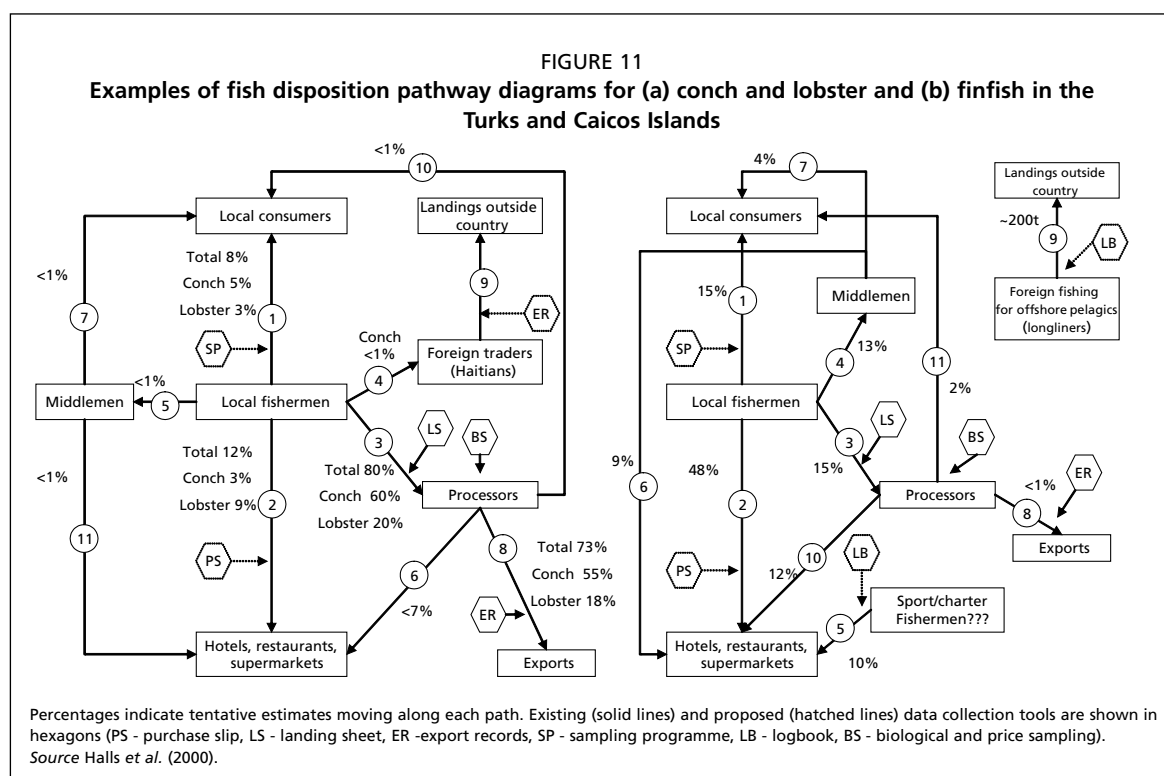 FIGURE 11
Examples of fish disposition pathway diagrams for (a) conch and lobster and (b) finfish in the
Turks and Caicos Islands
<1%
10
Local consumers
Landings outside
country
<1%
Total 8%
Conch 5%
Lobster 3%
7
1
9
SP
ER
Conch
<1%
4
Foreign traders
(Haitians)
Middlemen
<1%
5
Local fishermen
3
LS
BS
<1%
Total 12%
Conch 3%
Lobster 9%
2
Total 80%
Conch 60%
Lobster 20%
Processors
11
PS
6
<7%
8
Total 73%
Conch 55%
Lobster 18%
ER
Hotels, restaurants,
supermarkets
Exports
4%
7
Local consumers
Landings outside
country
~200t
9
LB
15%
1
Middlemen
Foreign fishing
for offshore pelagics
(longliners)
SP
4
13%
11
Local fishermen
2%
3
LS
BS
9%
6
48%
15%
Processors
<1%
ER
2
8
10
LB
Exports
PS
12%
Sport/charter
Fishermen???
5
Hotels, restaurants,
supermarkets
10%
Percentages indicate tentative estimates moving along each path. Existing (solid lines) and proposed (hatched lines) data collection tools are shown in
hexagons (PS - purchase slip, LS - landing sheet, ER -export records, SP - sampling programme, LB - logbook, BS - biological and price sampling).
Source Halls et al. (2000).